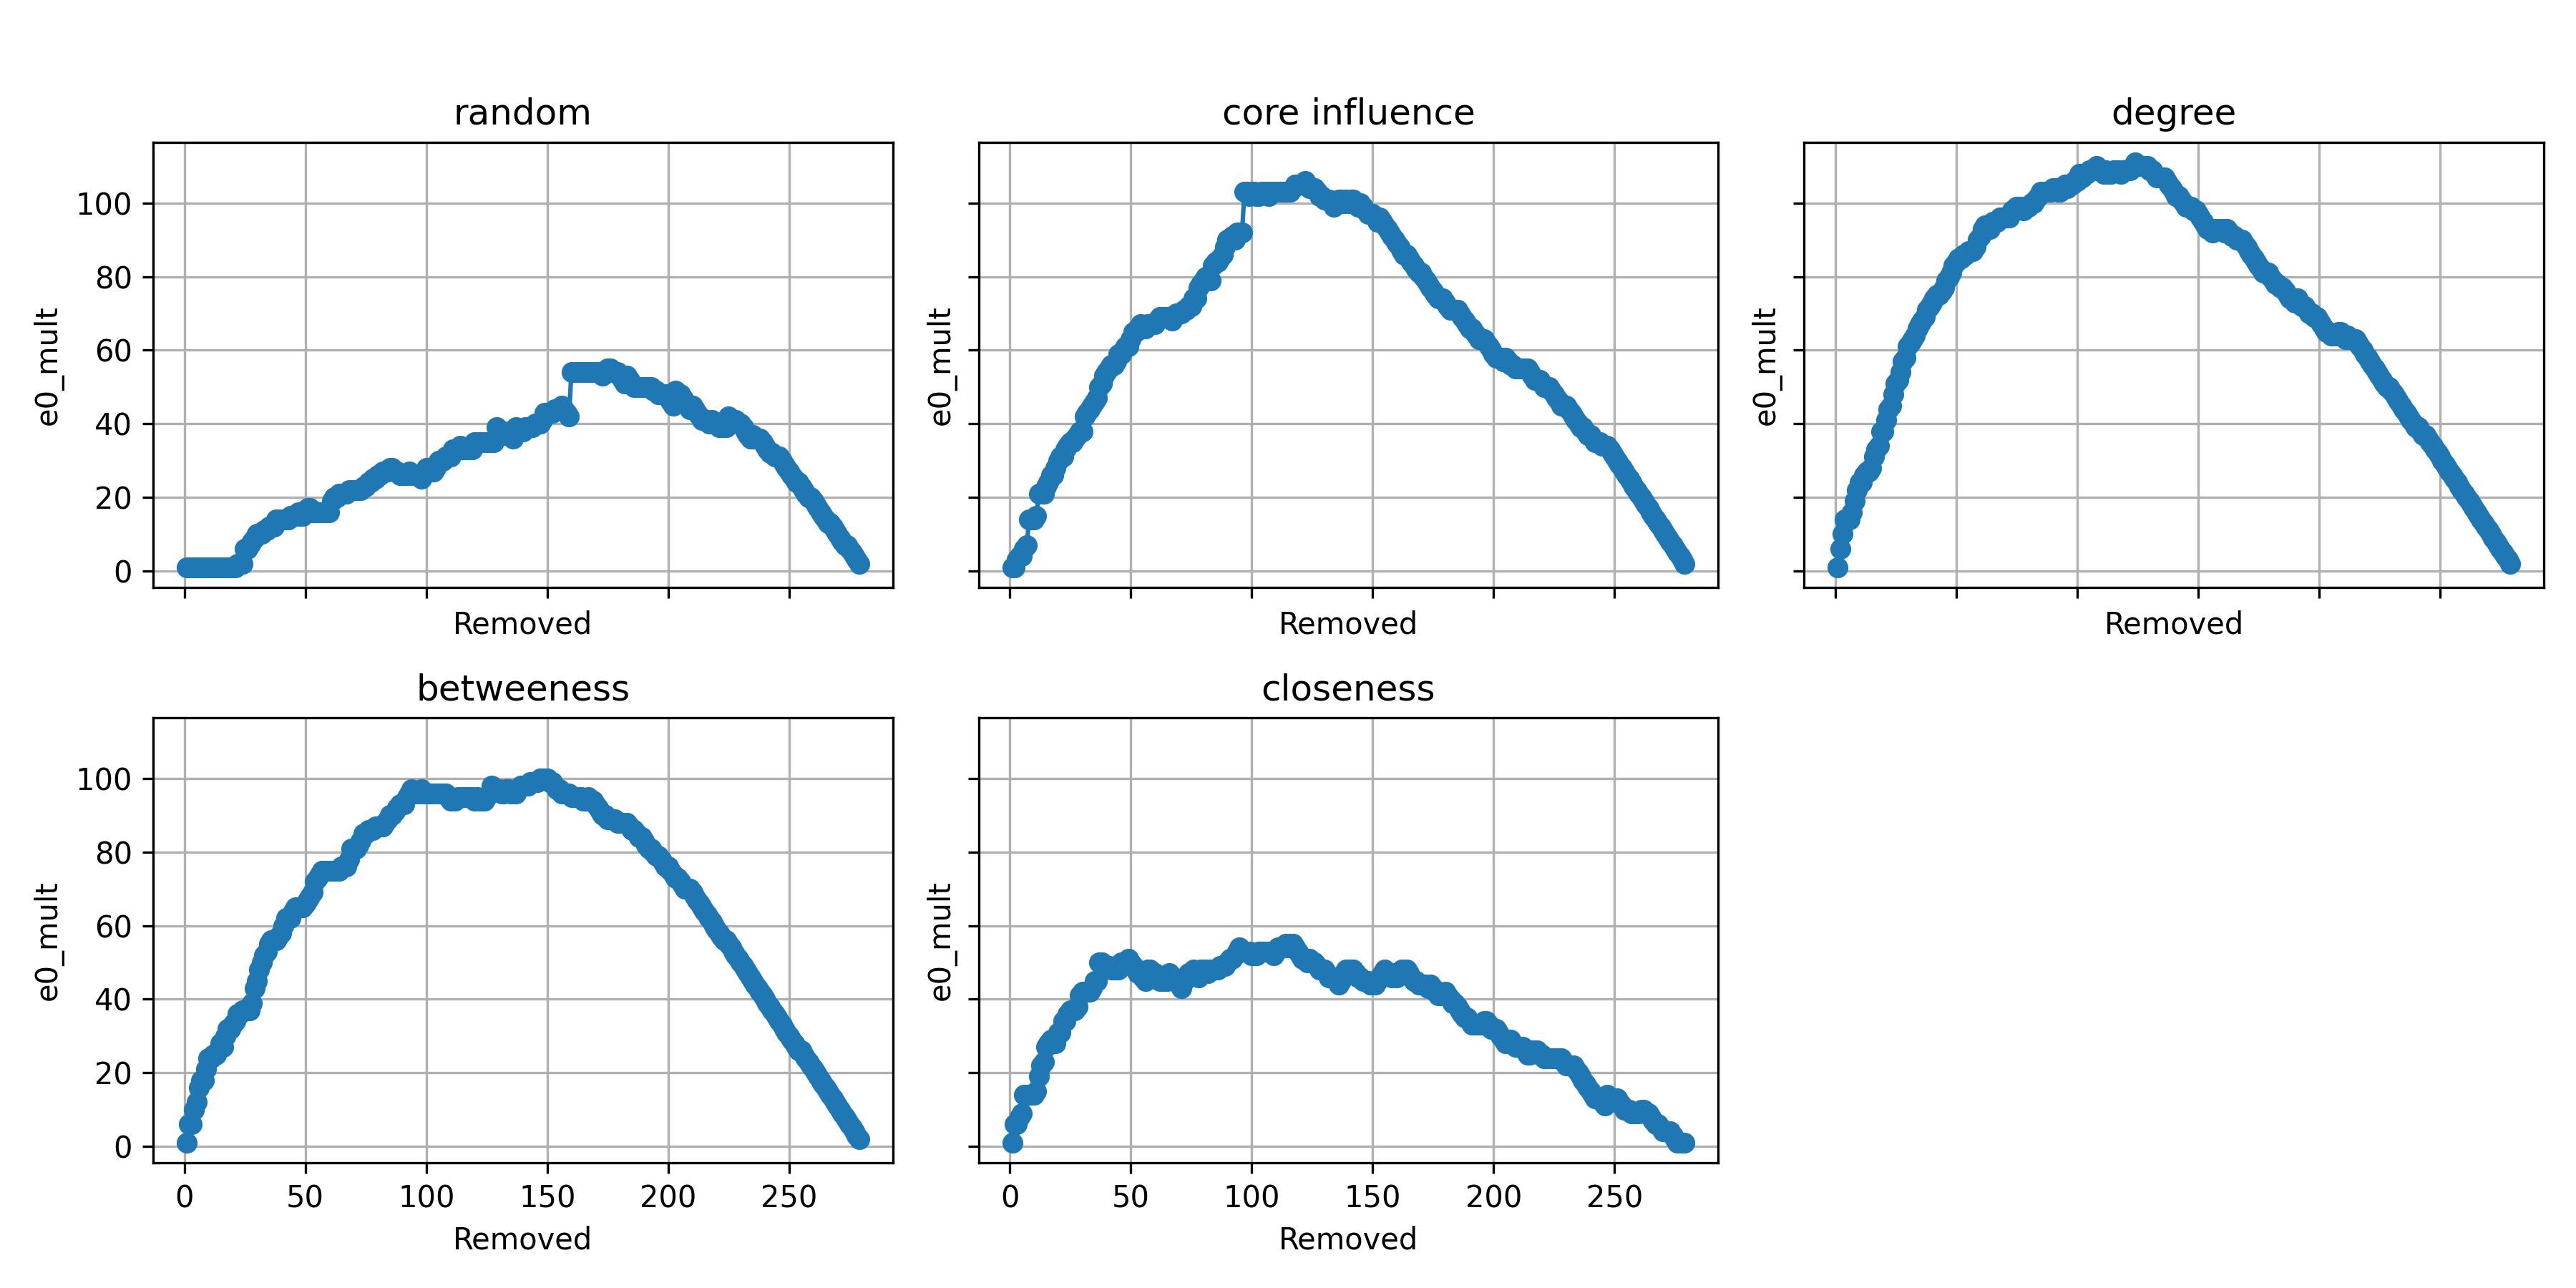 random
core influence
degree
100
80
60
40
20
0
e0_mult
e0_mult
e0_mult
Removed
Removed
Removed
betweeness
closeness
100
80
60
40
20
0
e0_mult
e0_mult
0 50 100 150 200 250
0 50 100 150 200 250
Removed
Removed